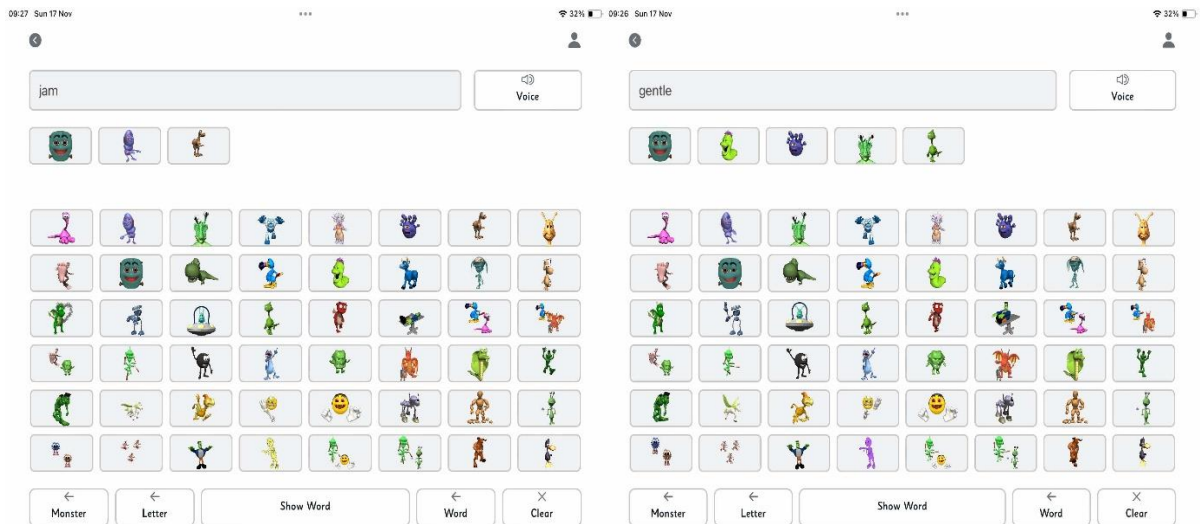 09:27 Sun 17 Nov
32%
jam
Voice
Monster
Letter
Show Word
Word
Clear
09:26 Sun 17 Nov
32%
gentle
Voice
Monster
Letter
Show Word
Word
Clear